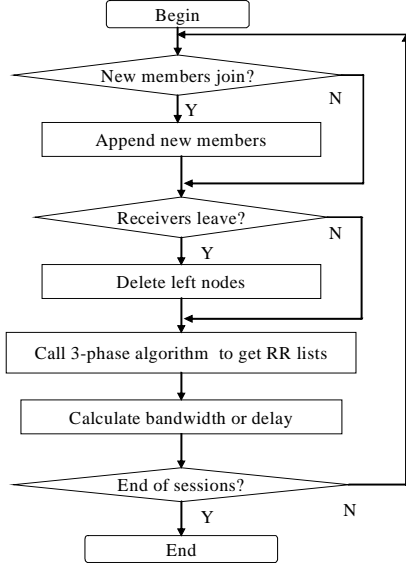 Begin
New members join?
N
Y
Append new members
Receivers leave?
N
Y
Delete left nodes
Call 3-phase algorithm to get RR lists
Calculate bandwidth or delay
End of sessions?
N
Y
End